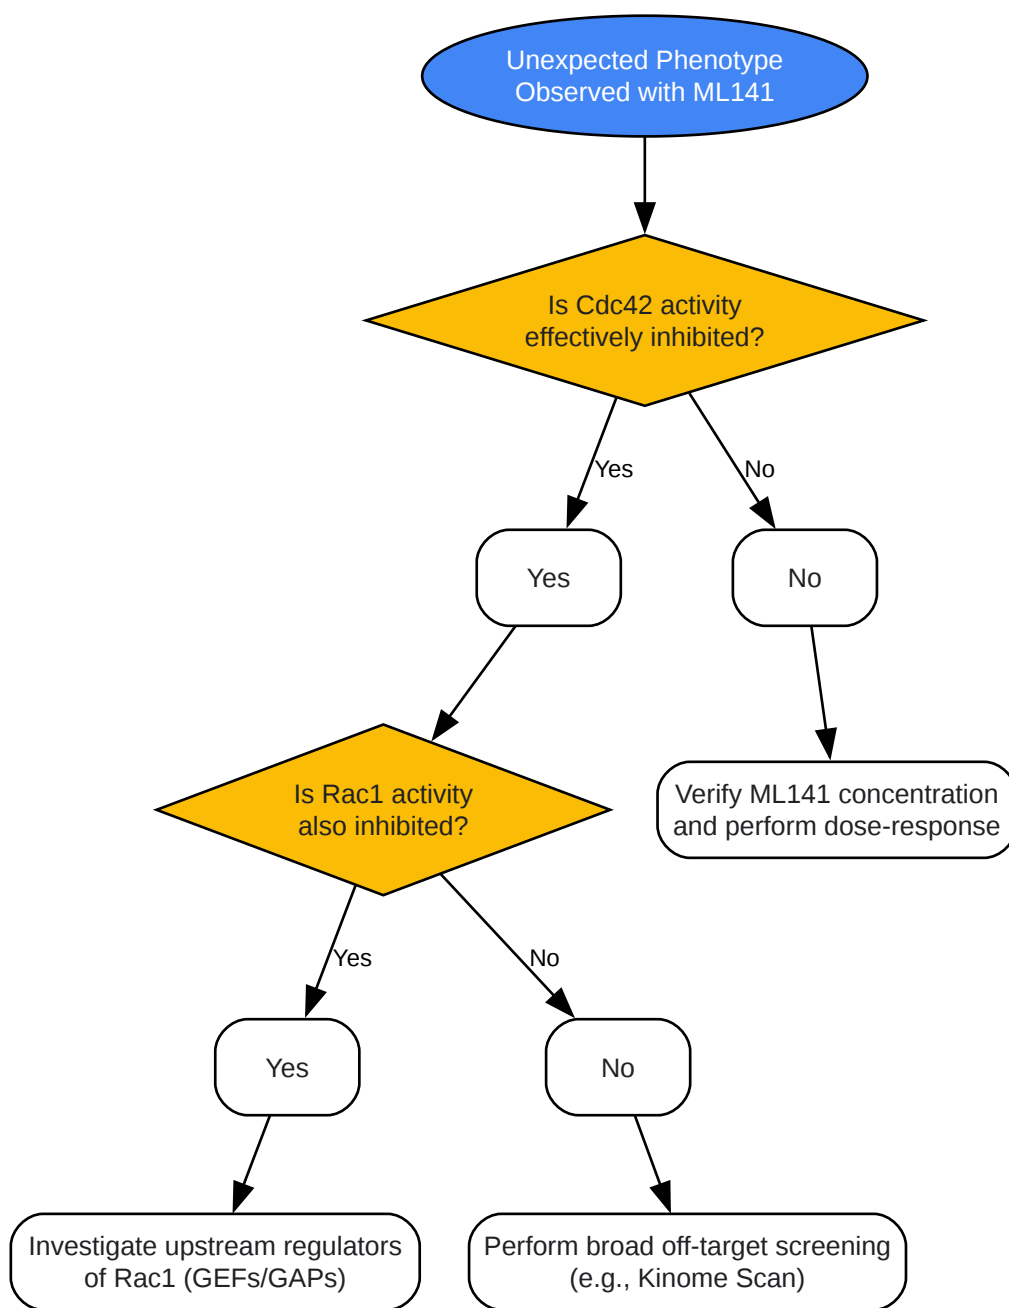 Unexpected Phenotype
Observed with ML141
Is Cdc42 activity
effectively inhibited?
Yes
No
Yes
No
Is Rac1 activity
also inhibited?
Verify ML141 concentration
and perform dose-response
Yes
No
Yes
No
Investigate upstream regulators
of Rac1 (GEFs/GAPs)
Perform broad off-target screening
(e.g., Kinome Scan)